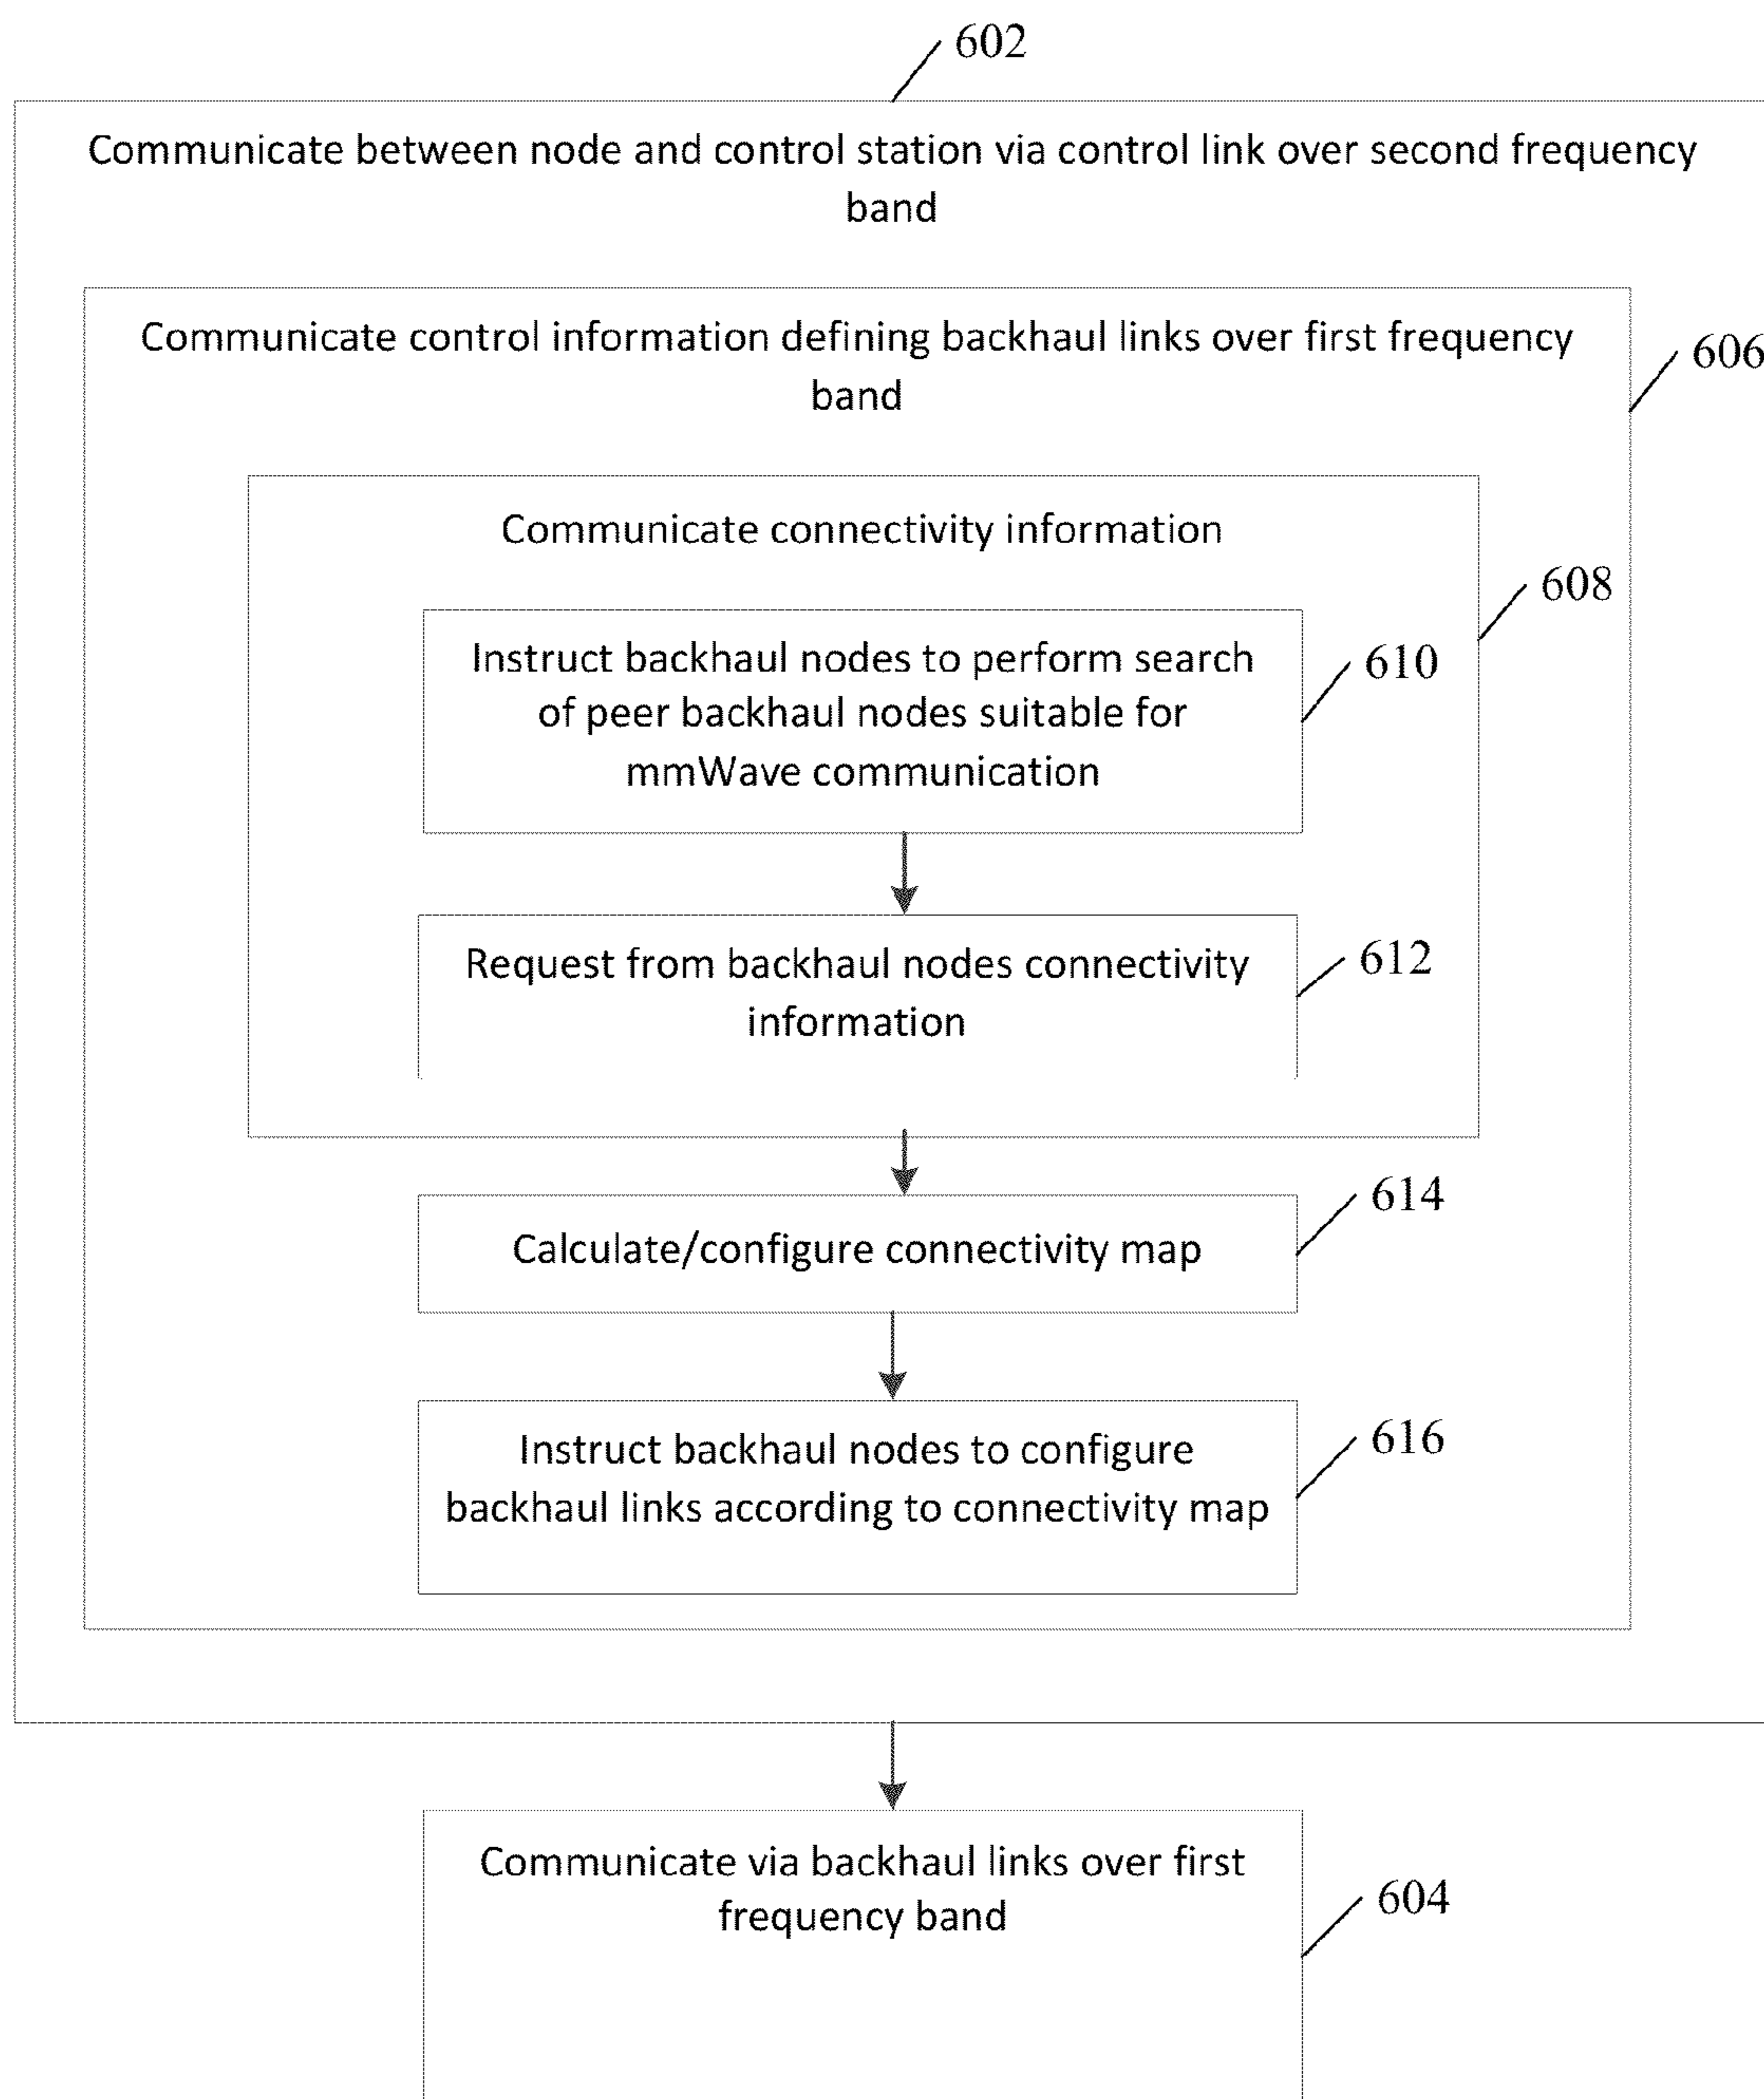 602
Communicate between node and control station via control link over second frequency
band
Communicate control information defining backhaul links over first frequency
band
606
Communicate connectivity information
608
Instruct backhaul nodes to perform search
of peer backhaul nodes suitable for
mmWave communication
610
Request from backhaul nodes connectivity
information
612
Calculate/configure connectivity map
614
Instruct backhaul nodes to configure
backhaul links according to connectivity map
616
Communicate via backhaul links over first
frequency band
604